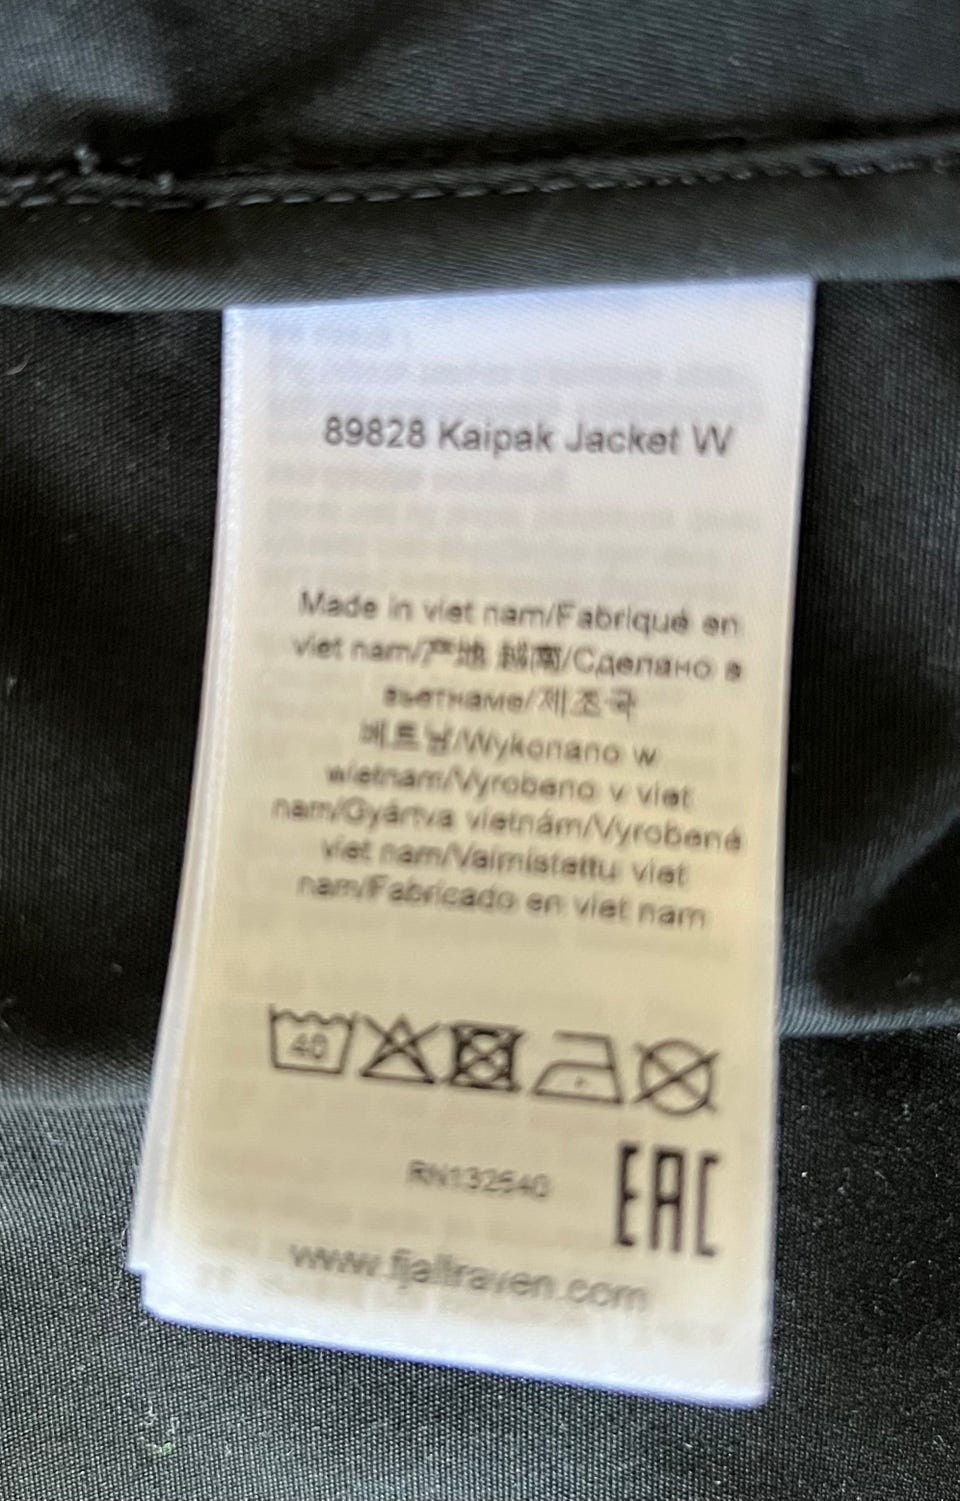 89828 Kaipak Jacket W
Made in viet nam/Fabriqué en
viet nam/产地 越南/Сделано в
вьетнаме/제조국
베트남/Wykonano w
wietnam/Vyrobeno v viet
nam/Gyártva vietnám/Vyrobené
viet nam/Valmistettu viet
nam/Fabricado en viet nam
40
RN132540
EAC
www.fjallraven.com